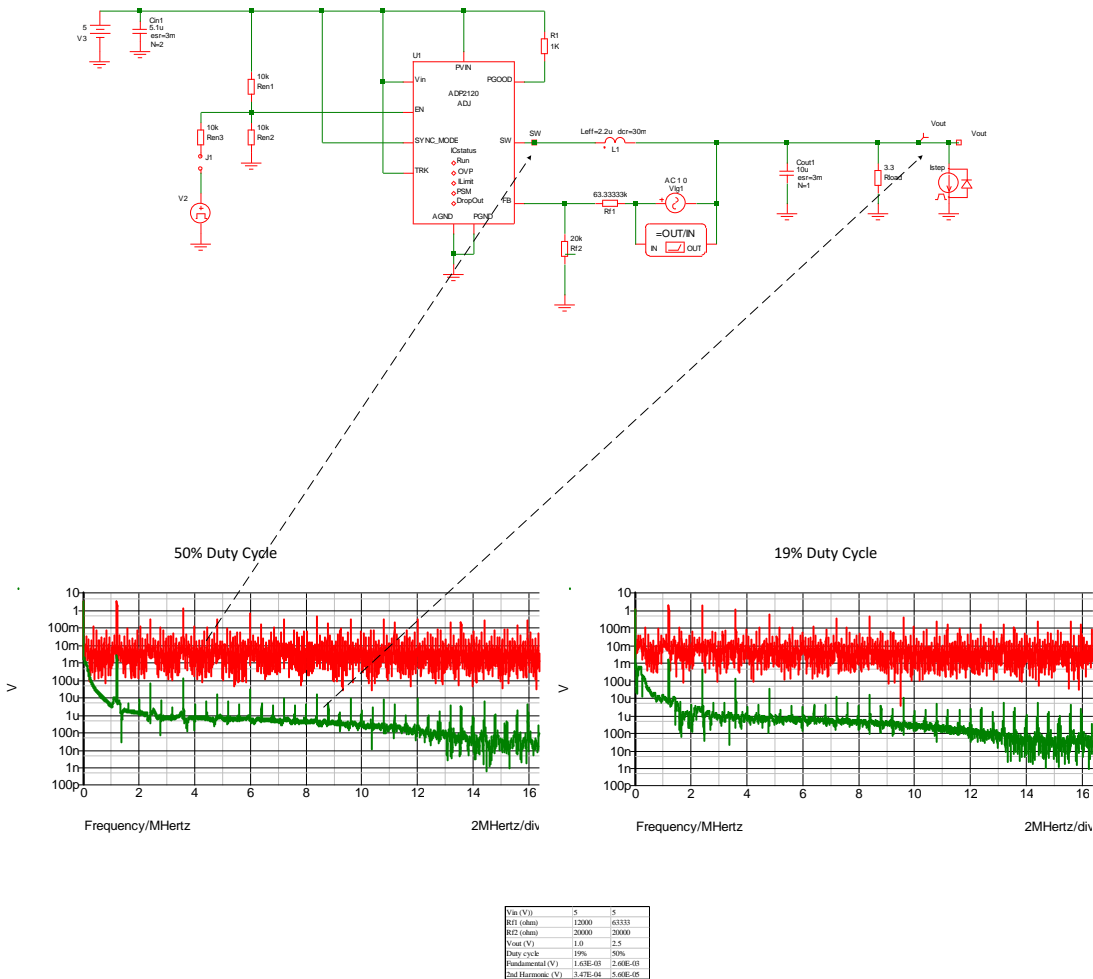 5
V3
Cin1
5.1u
esr=3m
N=2
10k
Ren1
10k
Ren3
10k
Ren2
J1
V2
U1
PVIN
Vin
PGOOD
ADP2120
ADJ
EN
SYNC_MODE
SW
ICstatus
Run
OVP
ILimit
PSM
DropOut
TRK
FB
AGND
PGND
R1
1K
SW
Leff=2.2u dcr=30m
L1
63.33333k
Rf1
AC 1 0
Vlg1
=OUT/IN
IN
OUT
20k
Rf2
Cout1
10u
esr=3m
N=1
3.3
Rload
Vout
Vout
Istep
50% Duty Cycle
19% Duty Cycle
10
1
100m
10m
1m
100u
10u
1u
100n
10n
1n
100p
V
0 2 4 6 8 10 12 14 16
Frequency/MHertz
2MHertz/div
10
1
100m
10m
1m
100u
10u
1u
100n
10n
1n
100p
V
0 2 4 6 8 10 12 14 16
Frequency/MHertz
2MHertz/div
Vin (V)) 5 5
Rf1 (ohm) 12000 63333
Rf2 (ohm) 20000 20000
Vout (V) 1.0 2.5
Duty cycle 19% 50%
Fundamental (V) 1.63E-03 2.60E-03
2nd Harmonic (V) 3.47E-04 5.60E-05